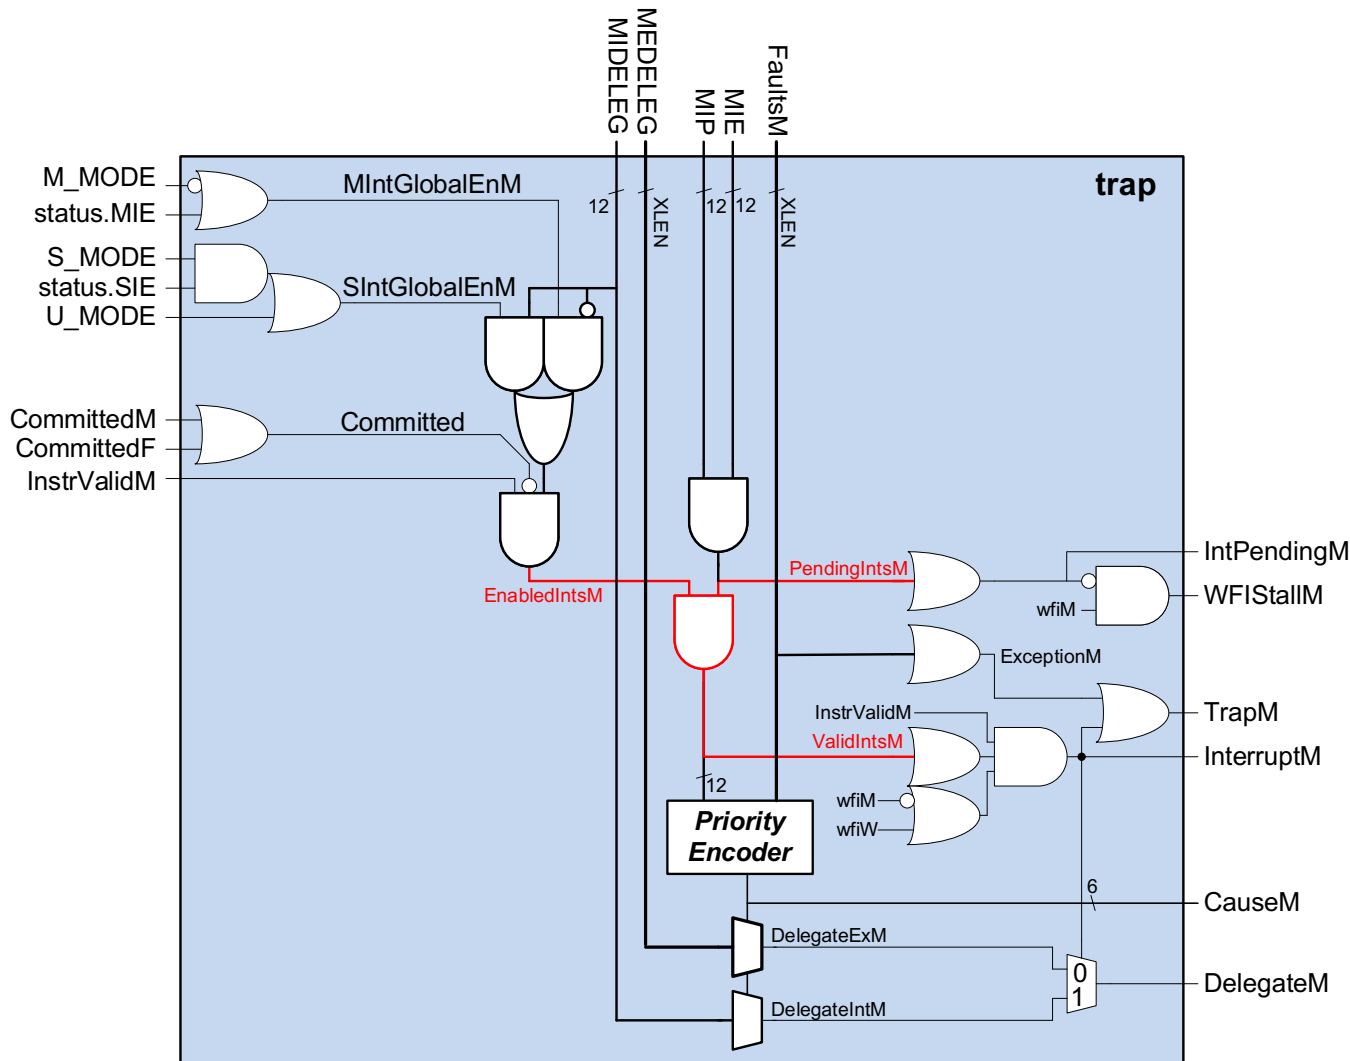 MIDELEG
MEDELEG
MIP
MIE
FaultsM
trap
M_MODE
status.MIE
MIntGlobalEnM
12
XLEN
12
12
XLEN
S_MODE
status.SIE
U_MODE
SIntGlobalEnM
CommittedM
CommittedF
Committed
InstrValidM
EnabledIntsM
PendingIntsM
IntPendingM
wfiM
WFIStallM
ExceptionM
InstrValidM
TrapM
ValidIntsM
InterruptM
12
wfiM
wfiW
Priority
Encoder
6
CauseM
DelegateExM
0
1
DelegateM
DelegateIntM